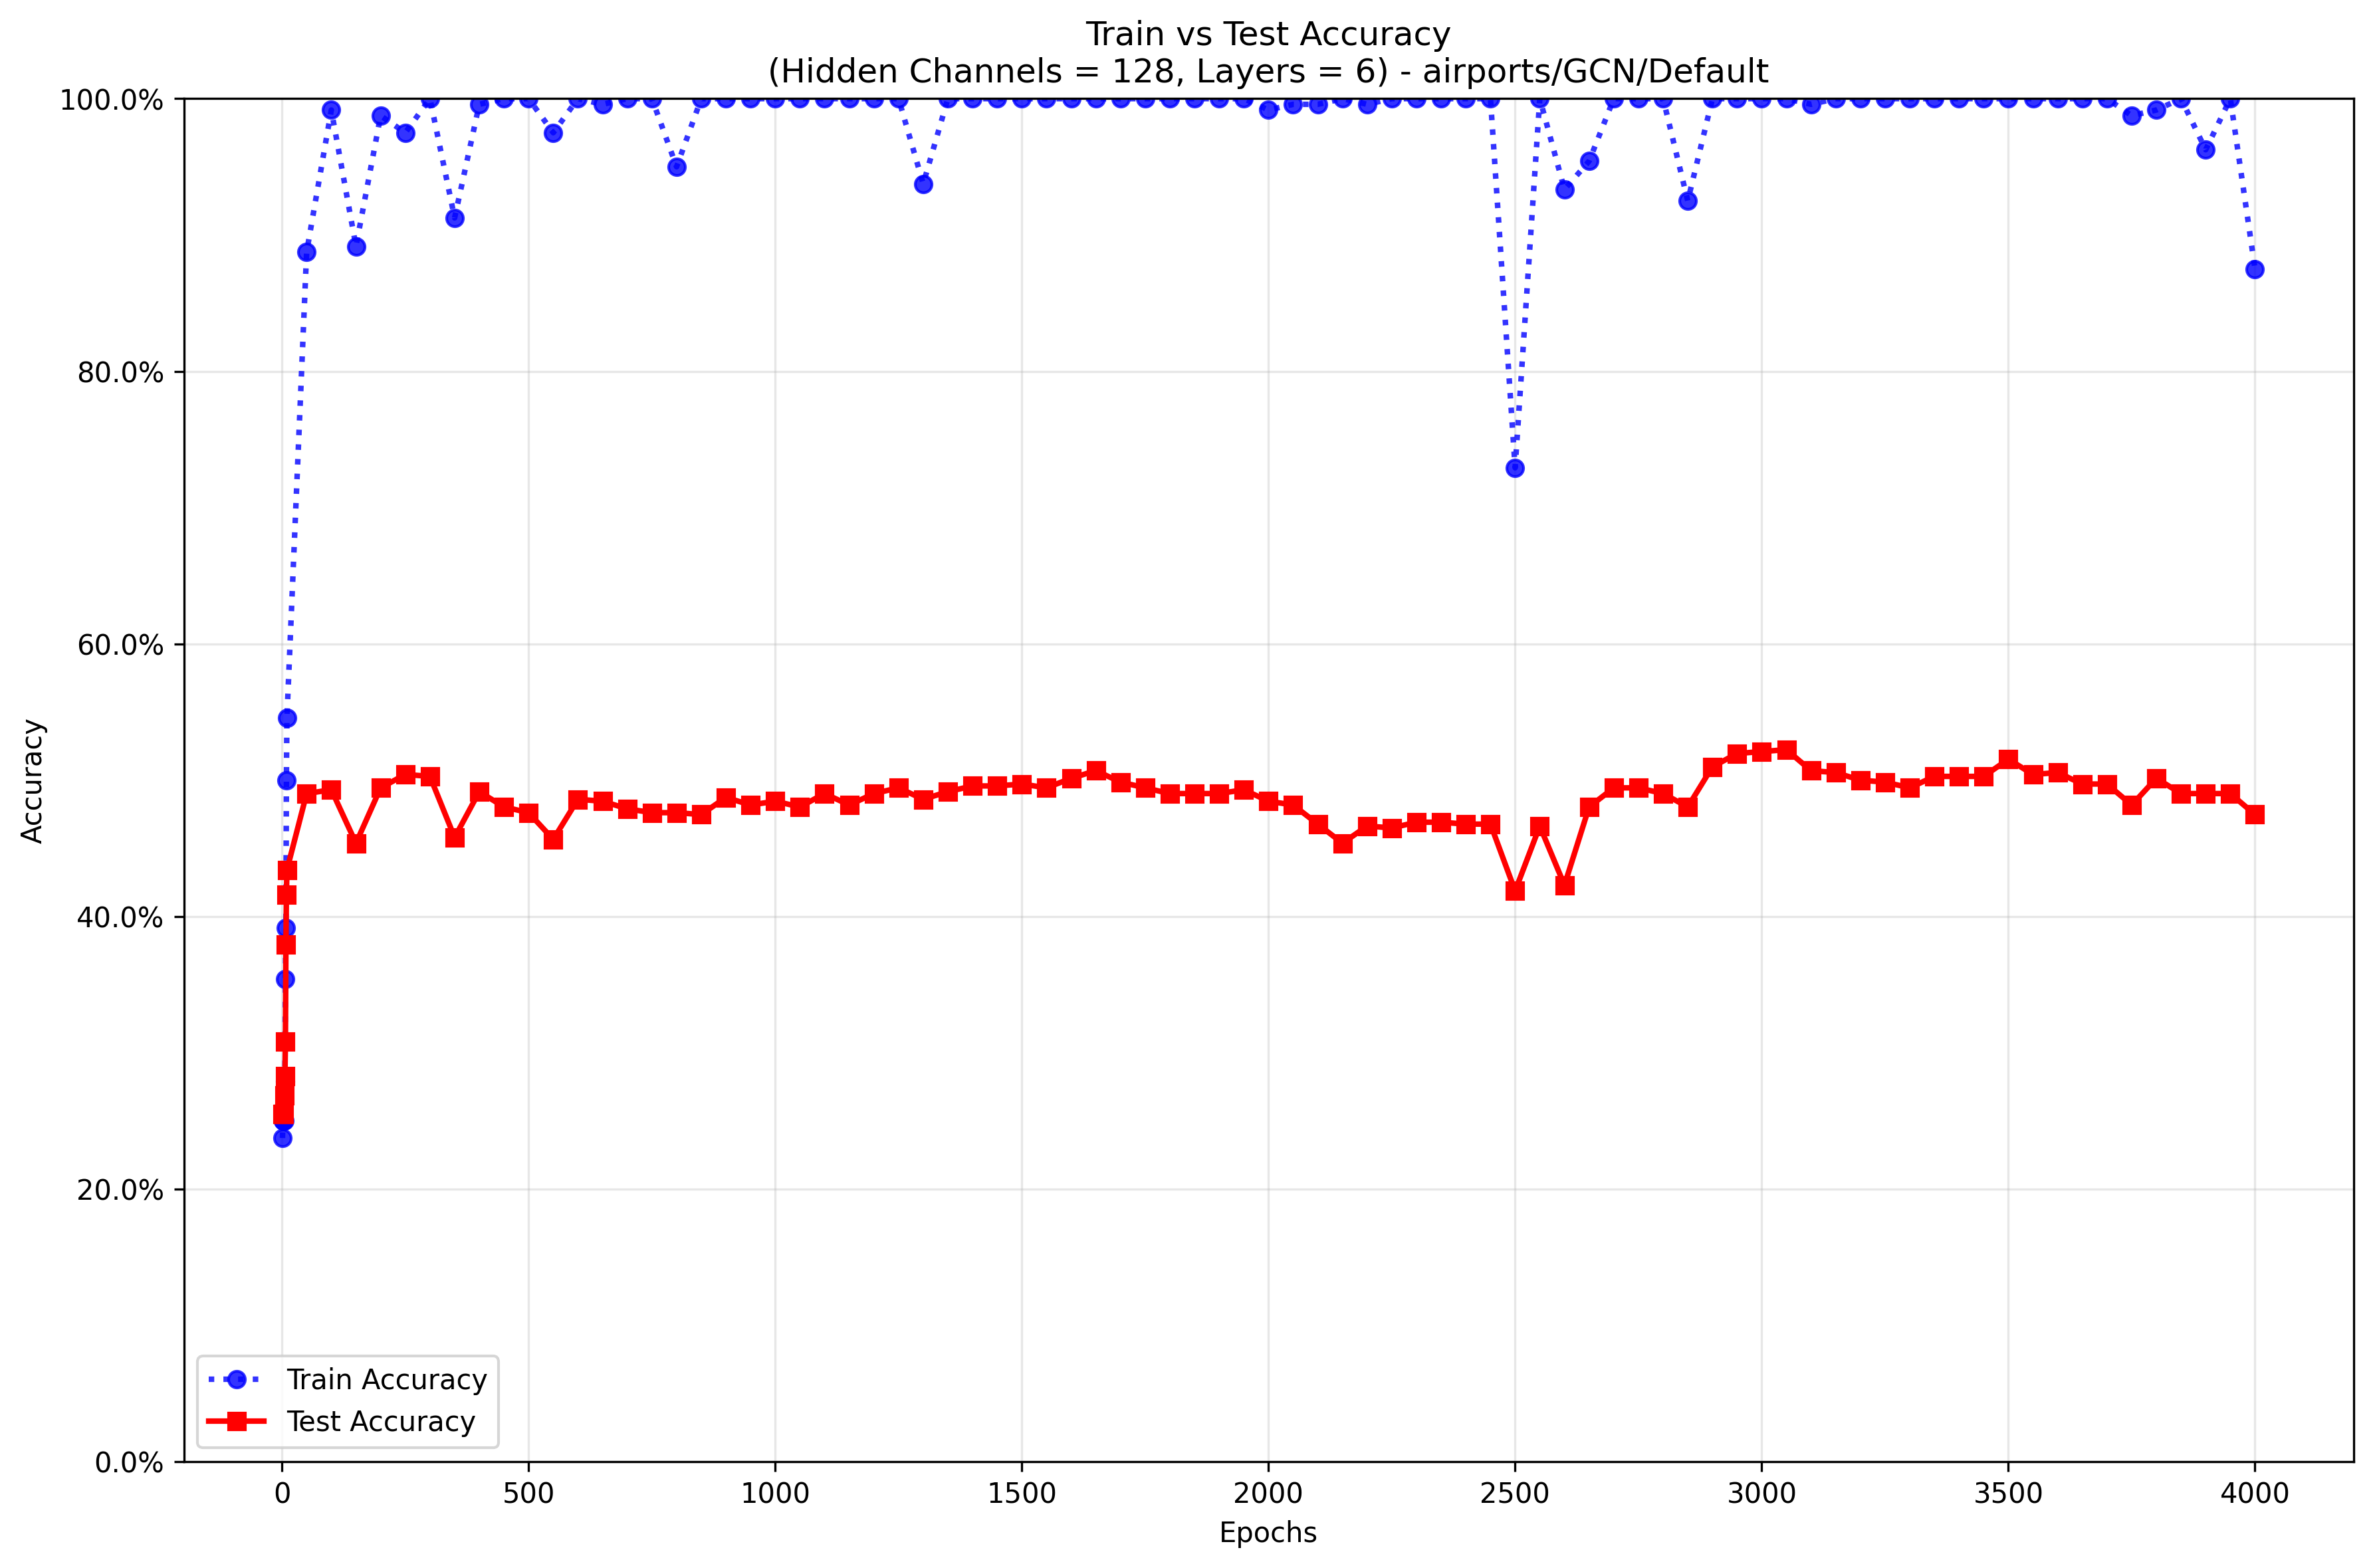 Train vs Test Accuracy
(Hidden Channels = 128, Layers = 6) - airports/GCN/Default
100.0%
80.0%
60.0%
40.0%
20.0%
0.0%
Accuracy
Train Accuracy
Test Accuracy
0 500 1000 1500 2000 2500 3000 3500 4000
Epochs